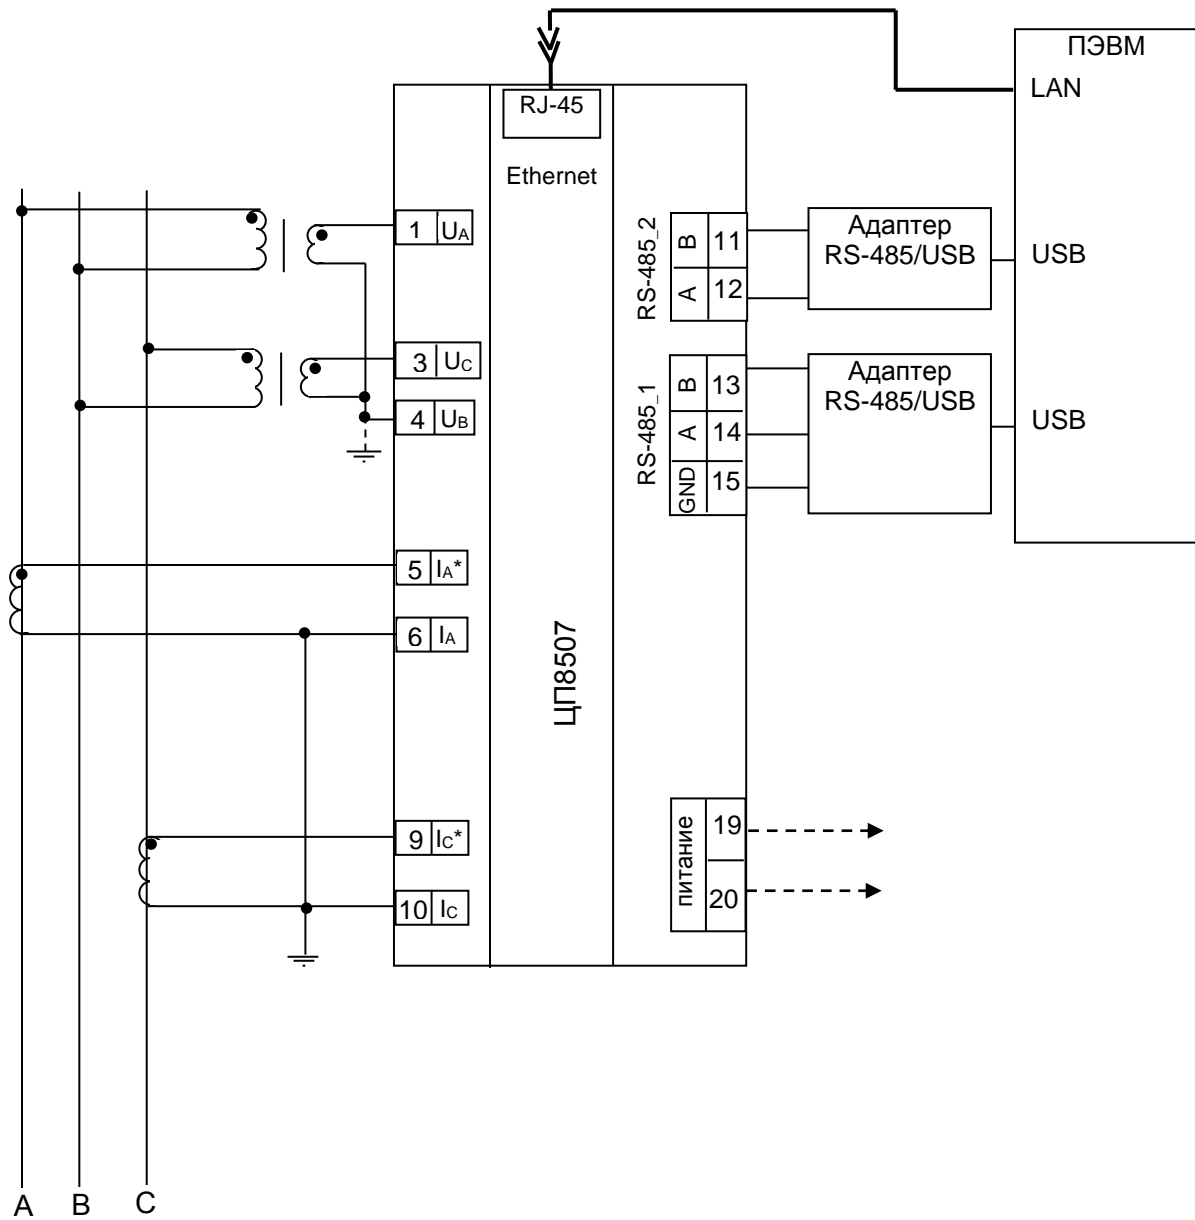 ПЭВМ
LAN
RJ-45
Ethernet
1 UA
RS-485_2
B 11
A 12
Адаптер
RS-485/USB
USB
3 UC
4 UB
RS-485_1
B 13
A 14
GND 15
Адаптер
RS-485/USB
USB
5 IA*
6 IA
ЦП8507
9 IC*
10 IC
питание
19
20
A B C